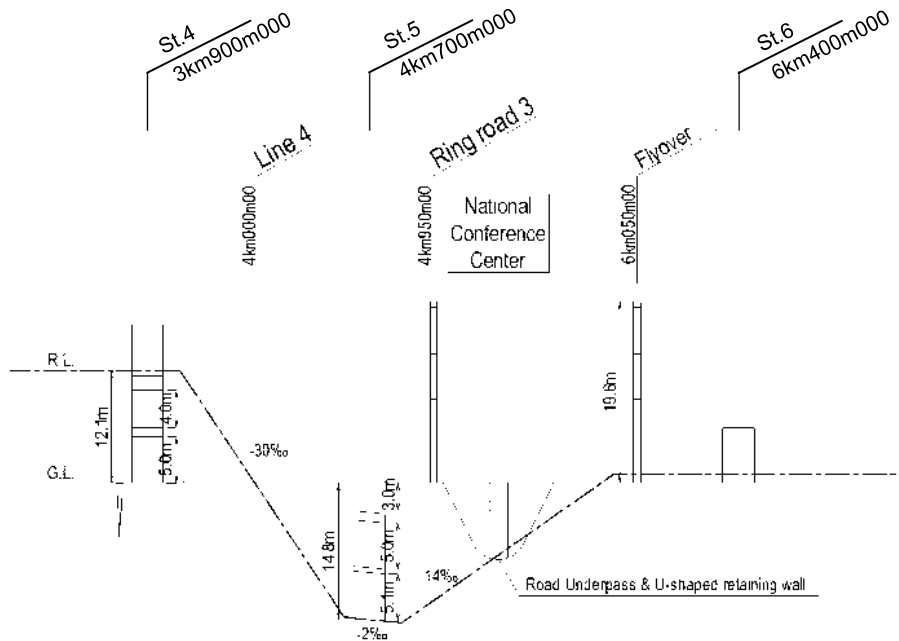 St.4
3km900m000
St.5
4km700m000
St.6
6km400m000
Line 4
Ring road 3
Flyover
4km000m00
4km950m00
National
Conference
Center
6km050m00
R.L.
12.1m
4.0m
5.0m
G.L.
-30‰
19.6m
14.8m
3.0m
5.0m
5.1m
14‰
-2‰
Road Underpass & U-shaped retaining wall